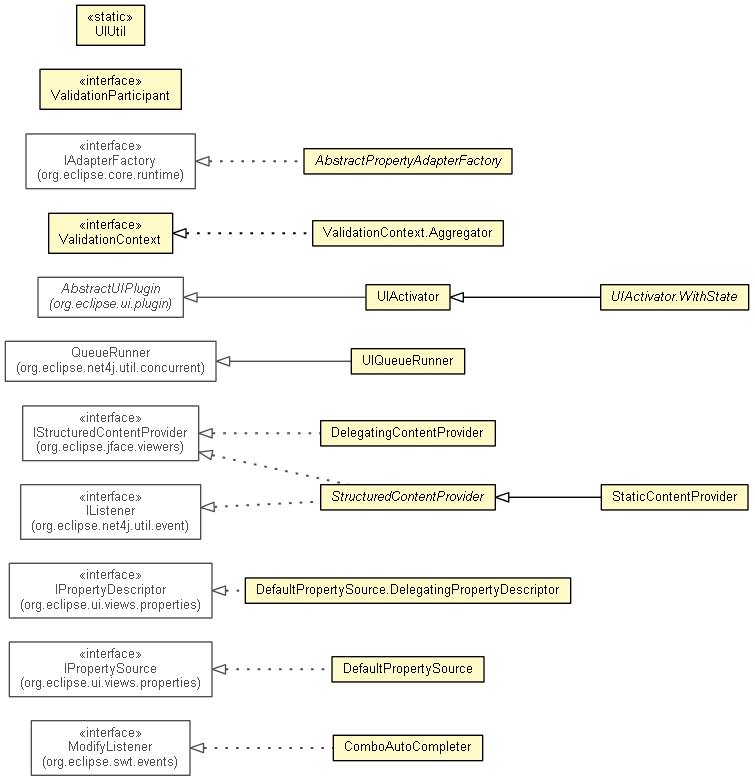 «static»
UIUtil
«interface»
ValidationParticipant
«interface»
IAdapterFactory
(org.eclipse.core.runtime)
AbstractPropertyAdapterFactory
«interface»
ValidationContext
ValidationContext.Aggregator
AbstractUIPlugin
(org.eclipse.ui.plugin)
UIActivator
UIActivator.WithState
QueueRunner
(org.eclipse.net4j.util.concurrent)
UIQueueRunner
«interface»
IStructuredContentProvider
(org.eclipse.jface.viewers)
DelegatingContentProvider
«interface»
IListener
(org.eclipse.net4j.util.event)
StructuredContentProvider
StaticContentProvider
«interface»
IPropertyDescriptor
(org.eclipse.ui.views.properties)
DefaultPropertySource.DelegatingPropertyDescriptor
«interface»
IPropertySource
(org.eclipse.ui.views.properties)
DefaultPropertySource
«interface»
ModifyListener
(org.eclipse.swt.events)
ComboAutoCompleter